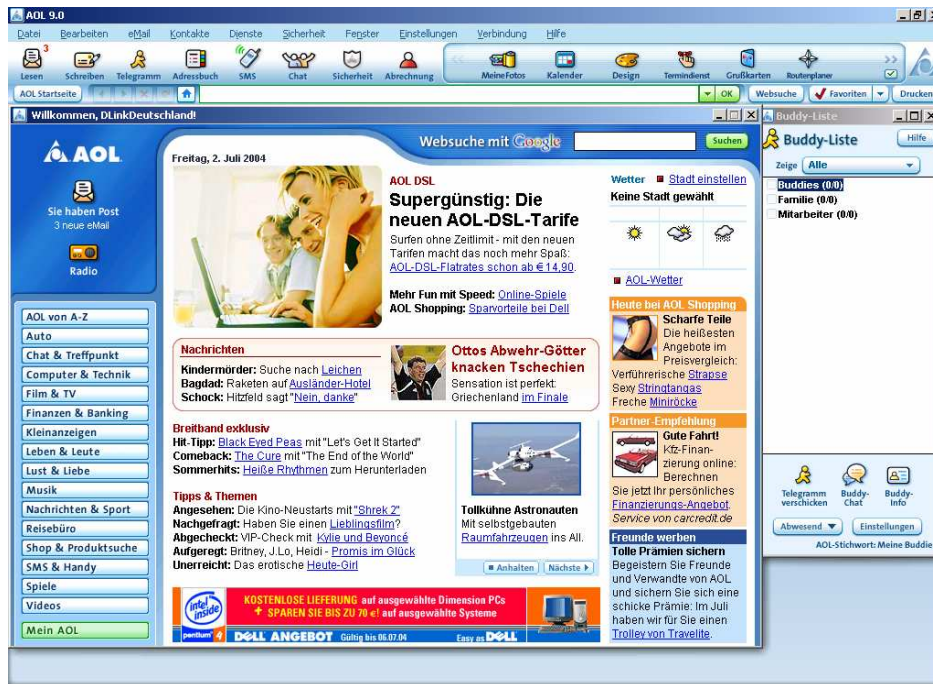 AOL 9.0
Datei Bearbeiten eMail Kontakte Dienste Sicherheit Fenster Einstellungen Verbindung Hilfe
3
Lesen Schreiben Telegramm Adressbuch SMS Chat Sicherheit Abrechnung Meine Fotos Kalender Design Termindienst Grußkarten Routenplaner
AOL Startseite OK Websuche Favoriten Drucken
Willkommen, DLinkDeutschland!
AOL
Sie haben Post
3 neue eMail
Radio
AOL von A-Z
Auto
Chat & Treffpunkt
Computer & Technik
Film & TV
Finanzen & Banking
Kleinanzeigen
Leben & Leute
Lust & Liebe
Musik
Nachrichten & Sport
Reisebüro
Shop & Produktsuche
SMS & Handy
Spiele
Videos
Mein AOL
Websuche mit Google Suchen
Freitag, 2. Juli 2004
AOL DSL
Supergünstig: Die
neuen AOL-DSL-Tarife
Surfen ohne Zeitlimit - mit den neuen
Tarifen macht das noch mehr Spaß:
AOL-DSL-Flatrates schon ab € 14,90.
Mehr Fun mit Speed: Online-Spiele
AOL Shopping: Sparvorteile bei Dell
Nachrichten
Kindermörder: Suche nach Leichen
Bagdad: Raketen auf Ausländer-Hotel
Schock: Hitzfeld sagt "Nein, danke"
Ottos Abwehr-Götter
knacken Tschechien
Sensation ist perfekt:
Griechenland im Finale
Breitband exklusiv
Hit-Tipp: Black Eyed Peas mit "Let's Get It Started"
Comeback: The Cure mit "The End of the World"
Sommerhits: Heiße Rhythmen zum Herunterladen
Tipps & Themen
Angesehen: Die Kino-Neustarts mit "Shrek 2"
Nachgefragt: Haben Sie einen Lieblingsfilm?
Abgecheckt: VIP-Check mit Kylie und Beyoncé
Aufgeregt: Britney, J.Lo, Heidi - Promis im Glück
Unerreicht: Das erotische Heute-Girl
Tollkühne Astronauten
Mit selbstgebauten
Raumfahrzeugen ins All.
Anhalten Nächste
intel inside
pentium 4
KOSTENLOSE LIEFERUNG auf ausgewählte Dimension PCs
+ SPAREN SIE BIS ZU 70 €! auf ausgewählte Systeme
DELL ANGEBOT Gültig bis 06.07.04 Easy as DELL
Wetter Stadt einstellen
Keine Stadt gewählt
AOL-Wetter
Heute bei AOL Shopping
Scharfe Teile
Die heißesten
Angebote im
Preisvergleich:
Verführerische Strapse
Sexy Stringtangas
Freche Miniröcke
Partner-Empfehlung
Gute Fahrt!
Kfz-Finan-
zierung online:
Berechnen
Sie jetzt Ihr persönliches
Finanzierungs-Angebot.
Service von carcredit.de
Freunde werben
Tolle Prämien sichern
Begeistern Sie Freunde
und Verwandte von AOL
und sichern Sie sich eine
schicke Prämie: Im Juli
haben wir für Sie einen
Trolley von Travelite.
Buddy-Liste
Buddy-Liste Hilfe
Zeige Alle
Buddies (0/0)
Familie (0/0)
Mitarbeiter (0/0)
Telegramm verschicken
Buddy-Chat
Buddy-Info
Abwesend Einstellungen
AOL-Stichwort: Meine Buddie